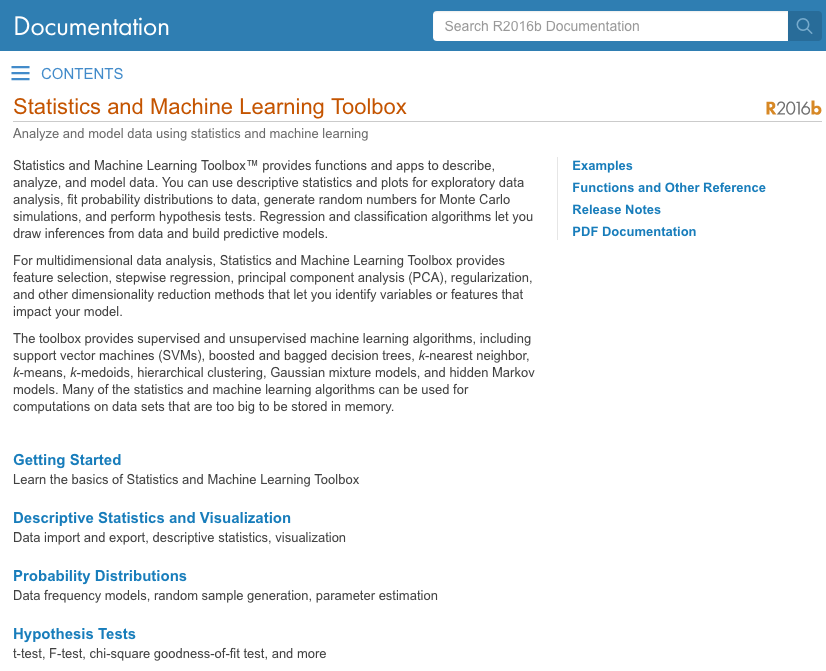 Documentation
Search R2016b Documentation
CONTENTS
Statistics and Machine Learning Toolbox
R2016b
Analyze and model data using statistics and machine learning
Statistics and Machine Learning Toolbox™ provides functions and apps to describe,
analyze, and model data. You can use descriptive statistics and plots for exploratory data
analysis, fit probability distributions to data, generate random numbers for Monte Carlo
simulations, and perform hypothesis tests. Regression and classification algorithms let you
draw inferences from data and build predictive models.
For multidimensional data analysis, Statistics and Machine Learning Toolbox provides
feature selection, stepwise regression, principal component analysis (PCA), regularization,
and other dimensionality reduction methods that let you identify variables or features that
impact your model.
The toolbox provides supervised and unsupervised machine learning algorithms, including
support vector machines (SVMs), boosted and bagged decision trees, k-nearest neighbor,
k-means, k-medoids, hierarchical clustering, Gaussian mixture models, and hidden Markov
models. Many of the statistics and machine learning algorithms can be used for
computations on data sets that are too big to be stored in memory.
Examples
Functions and Other Reference
Release Notes
PDF Documentation
Getting Started
Learn the basics of Statistics and Machine Learning Toolbox
Descriptive Statistics and Visualization
Data import and export, descriptive statistics, visualization
Probability Distributions
Data frequency models, random sample generation, parameter estimation
Hypothesis Tests
t-test, F-test, chi-square goodness-of-fit test, and more